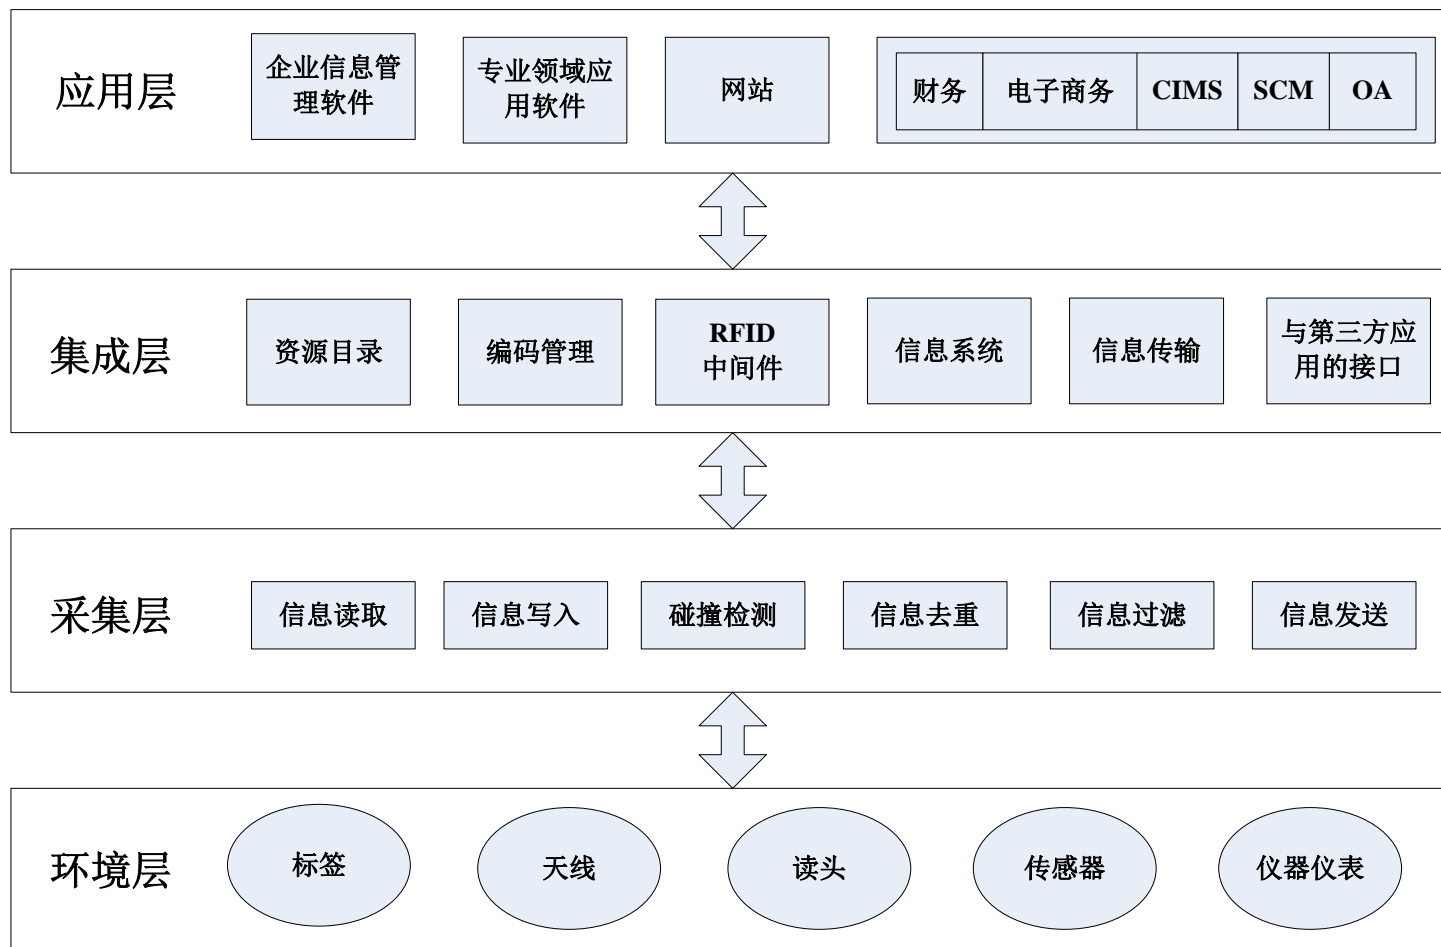 应用层
企业信息管
理软件
专业领域应
用软件
网站
财务
电子商务
CIMS
SCM
OA
集成层
资源目录
编码管理
RFID
中间件
信息系统
信息传输
与第三方应
用的接口
采集层
信息读取
信息写入
碰撞检测
信息去重
信息过滤
信息发送
环境层
标签
天线
读头
传感器
仪器仪表